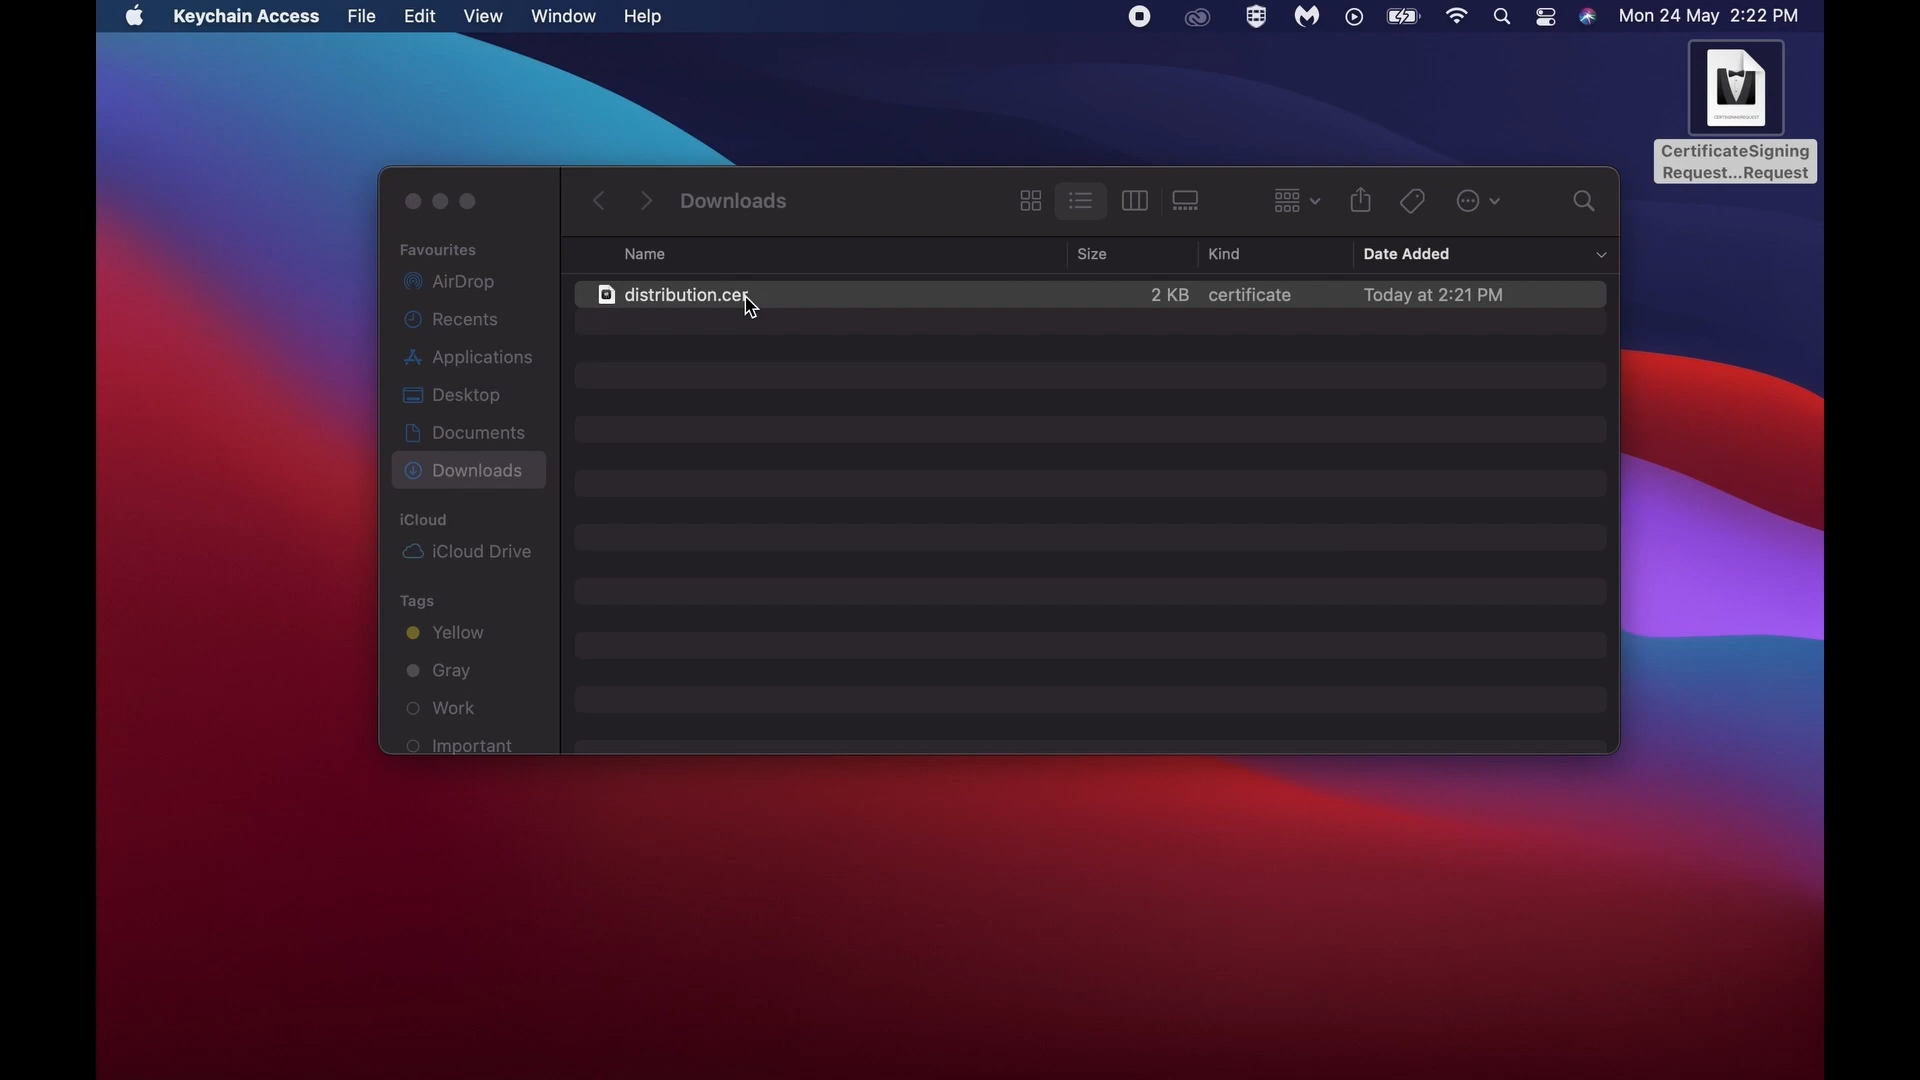 Keychain Access File Edit View Window Help Mon 24 May 2:22 PM
CertificateSigning
Request...Request
Downloads
Favourites
AirDrop
Recents
Applications
Desktop
Documents
Downloads
iCloud
iCloud Drive
Tags
Yellow
Gray
Work
Important
Name Size Kind Date Added
distribution.cer 2 KB certificate Today at 2:21 PM